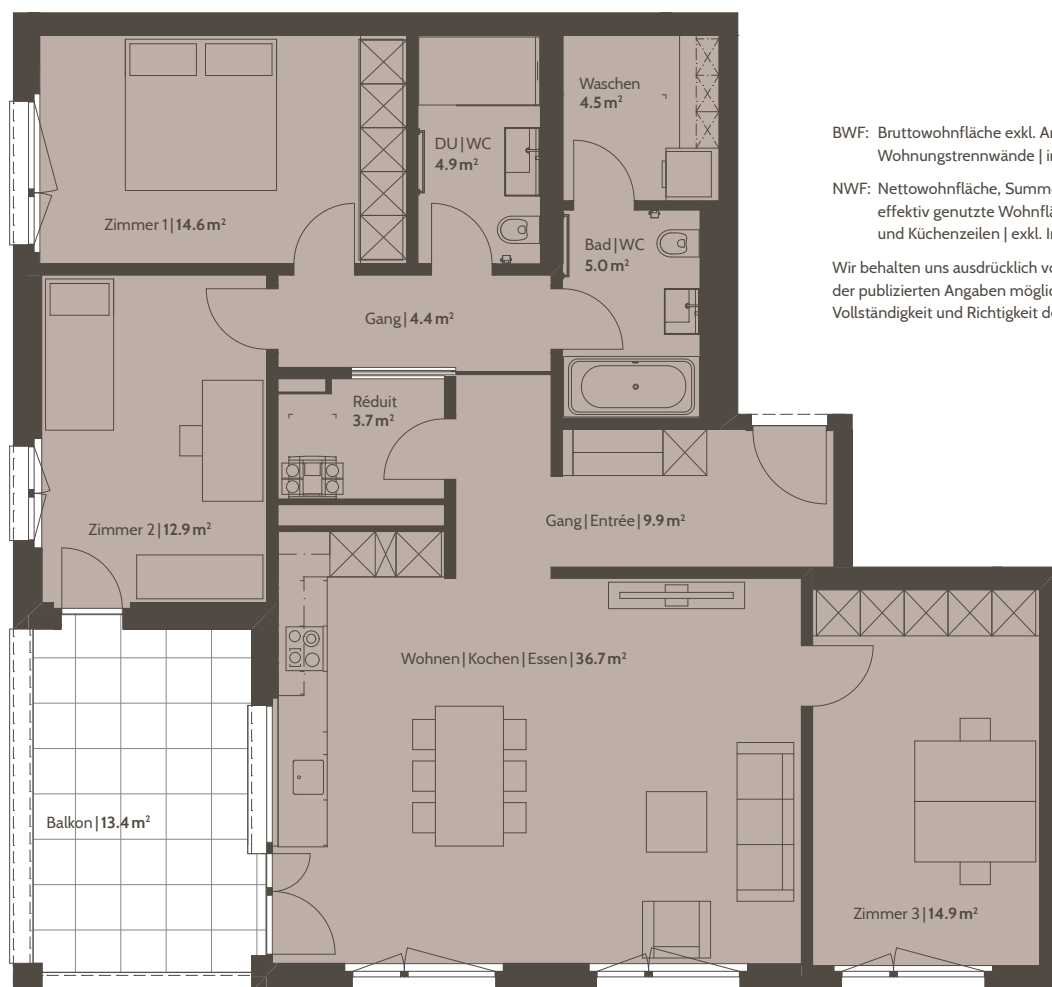 Waschen
4.5 m²
DU|WC
4.9 m²
Zimmer 1|14.6 m²
Bad|WC
5.0 m²
Gang|4.4 m²
Réduit
3.7 m²
Zimmer 2|12.9 m²
Gang|Entrée|9.9 m²
Wohnen|Kochen|Essen|36.7 m²
Balkon|13.4 m²
Zimmer 3|14.9 m²
BWF: Bruttowohnfläche exkl.
Wohnungstrennwände |
NWF: Nettowohnfläche,
effektiv genutzte
und Küchenzeilen | exkl.
Wir behalten uns ausdrücklich
der publizierten Angaben
Vollständigkeit und Richtigkeit